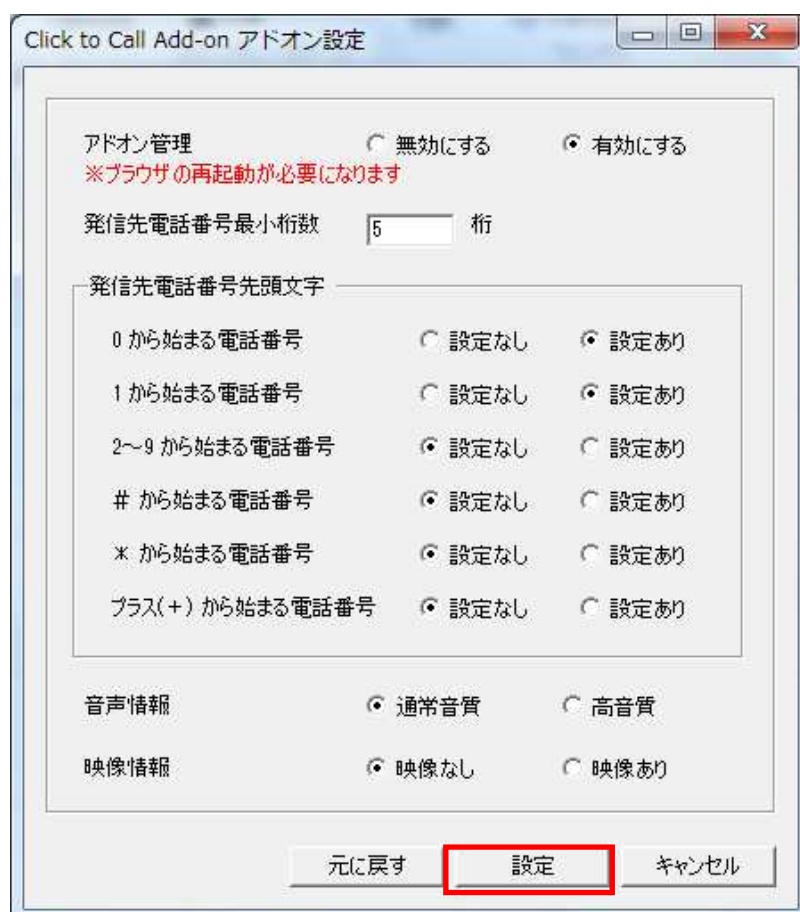 Click to Call Add-on アドオン設定
アドオン管理 無効にする 有効にする
※ブラウザの再起動が必要になります
発信先電話番号最小桁数 5 桁
発信先電話番号先頭文字
0 から始まる電話番号 設定なし 設定あり
1 から始まる電話番号 設定なし 設定あり
2〜9 から始まる電話番号 設定なし 設定あり
# から始まる電話番号 設定なし 設定あり
* から始まる電話番号 設定なし 設定あり
プラス(+) から始まる電話番号 設定なし 設定あり
音声情報 通常音質 高音質
映像情報 映像なし 映像あり
元に戻す 設定 キャンセル